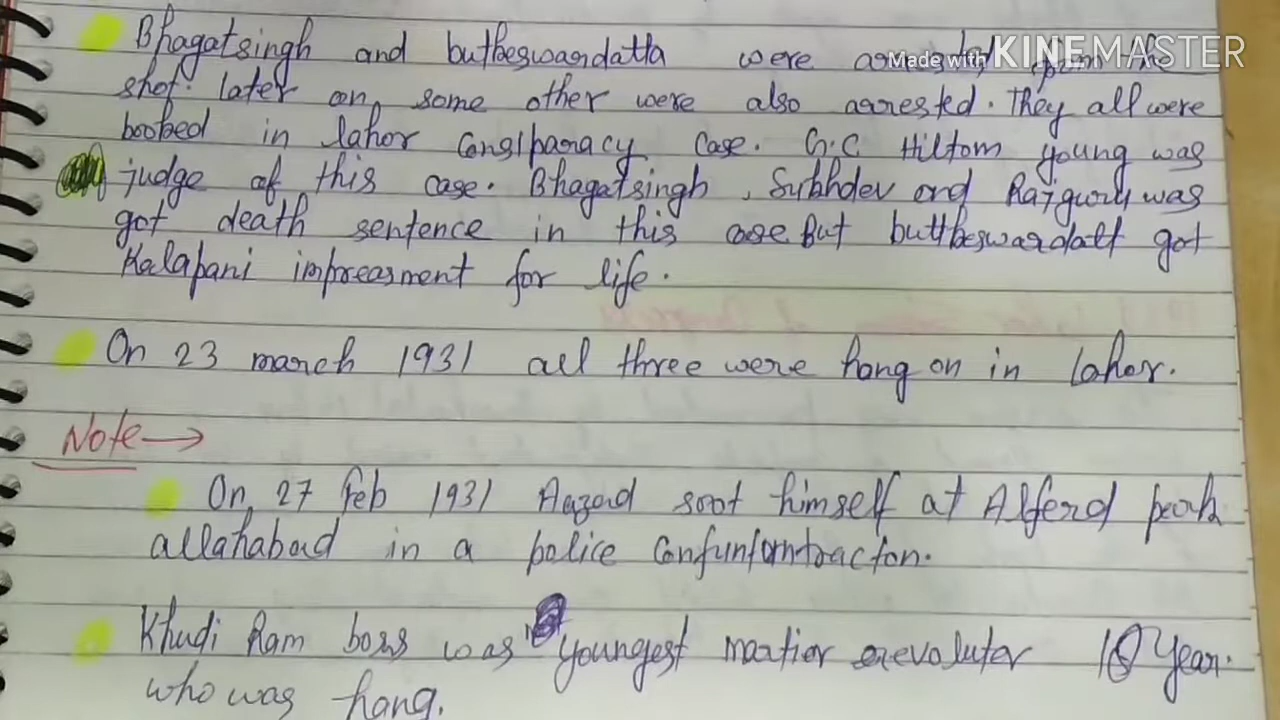 Bhagatsingh and butbeswardatta were arrested from the
Made with KINEMASTER
shot. later on, some other were also arrested. They all were
booked in lahor Conslparacy Case. G.C Hiltom young was
judge of this case. Bhagatsingh, Sukhdev and Rajguru was
got death sentence in this case But buttbeswardatt got
Kalapani impreasment for life.
On 23 march 1931 all three were hang on in Lahor.
Note →
On, 27 Feb 1931 Aazad soot himself at Alferd park
allahabad in a police
Khudi Ram boss was youngest martier revoluter 18 Year.
who was hang.